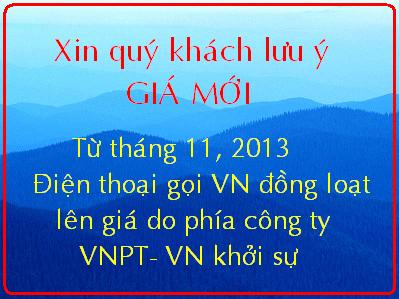 Xin quý khách lưu ý
GIÁ MỚI
Từ tháng 11, 2013
Điện thoại gọi VN đồng loạt
lên giá do phía công ty
VNPT- VN khởi sự